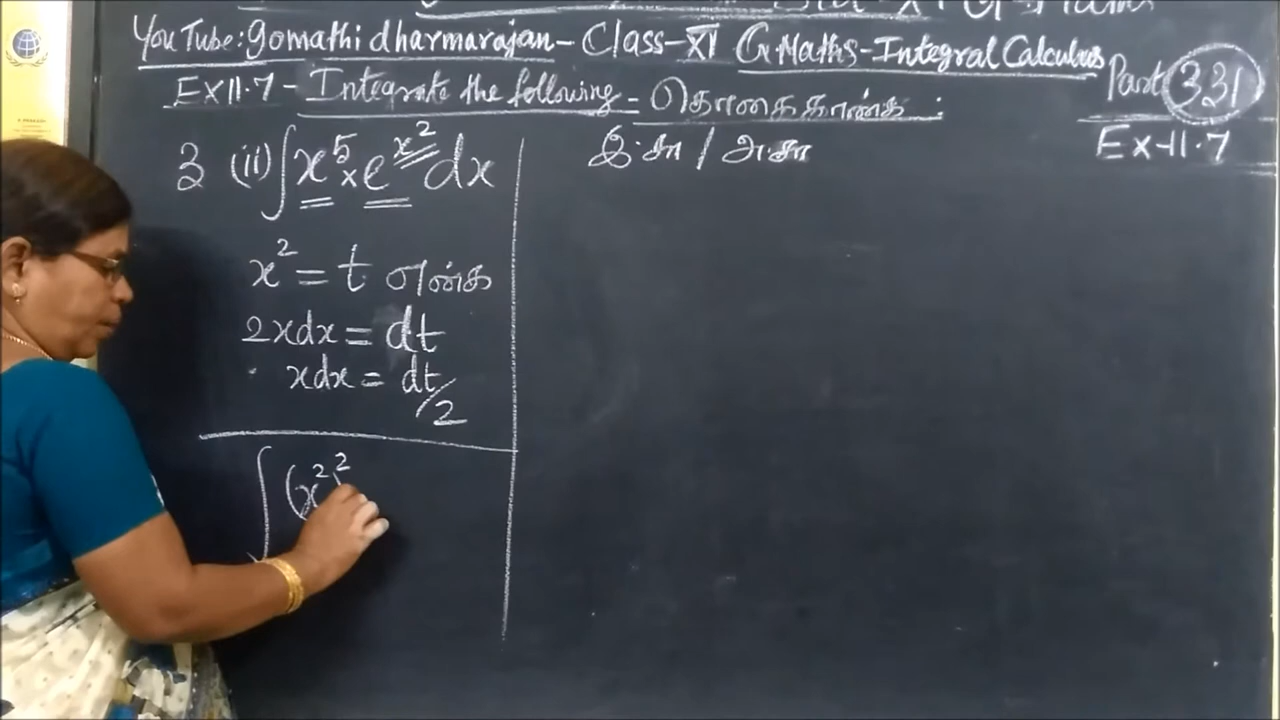 YouTube: gomathi dharmarajan - Class - XI G.Maths - Integral Calculus
Part 331
Ex 11.7 - Integrate the following - தொகை காண்க :
Ex-11.7
3 (ii) ∫ x⁵ × e^x² dx
இ.சா / அ.சா
x² = t என்க
2xdx = dt
xdx = dt/2
∫ (x²)²